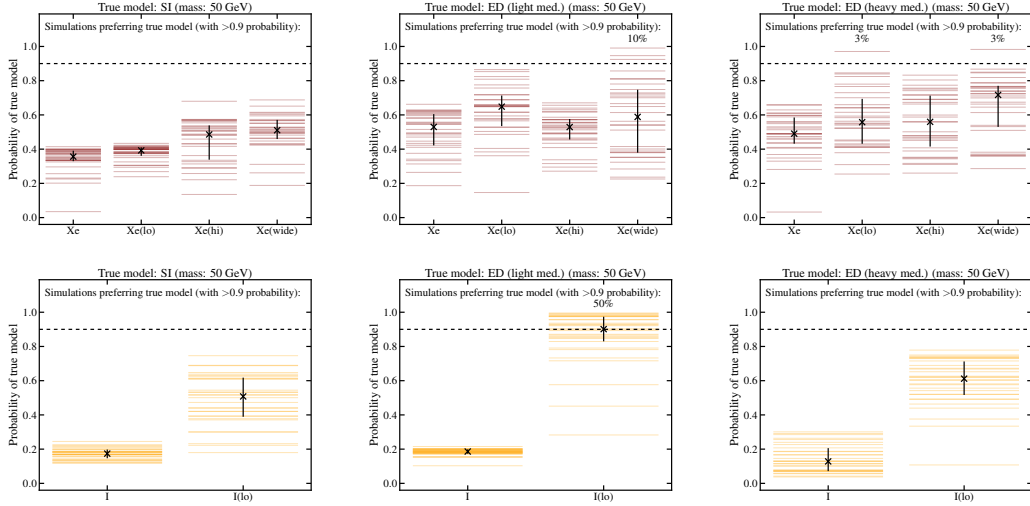 True model: SI (mass: 50 GeV)
Simulations preferring true model (with >0.9 probability):
Probability of true model
1.0
0.8
0.6
0.4
0.2
0.0
Xe Xe(lo) Xe(hi) Xe(wide)
True model: ED (light med.) (mass: 50 GeV)
Simulations preferring true model (with >0.9 probability):
10%
Probability of true model
1.0
0.8
0.6
0.4
0.2
0.0
Xe Xe(lo) Xe(hi) Xe(wide)
True model: ED (heavy med.) (mass: 50 GeV)
Simulations preferring true model (with >0.9 probability):
3% 3%
Probability of true model
1.0
0.8
0.6
0.4
0.2
0.0
Xe Xe(lo) Xe(hi) Xe(wide)
True model: SI (mass: 50 GeV)
Simulations preferring true model (with >0.9 probability):
Probability of true model
1.0
0.8
0.6
0.4
0.2
0.0
I I(lo)
True model: ED (light med.) (mass: 50 GeV)
Simulations preferring true model (with >0.9 probability):
50%
Probability of true model
1.0
0.8
0.6
0.4
0.2
0.0
I I(lo)
True model: ED (heavy med.) (mass: 50 GeV)
Simulations preferring true model (with >0.9 probability):
Probability of true model
1.0
0.8
0.6
0.4
0.2
0.0
I I(lo)